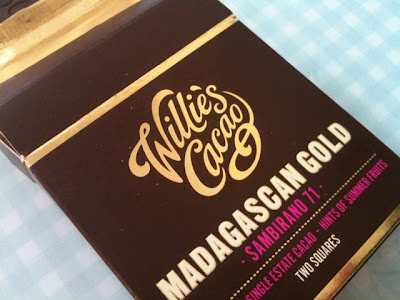 Willie's
Cacao
MADAGASCAN GOLD
SAMBIRANO 71
SINGLE ESTATE CACAO - HINTS OF SUMMER FRUITS
TWO SQUARES